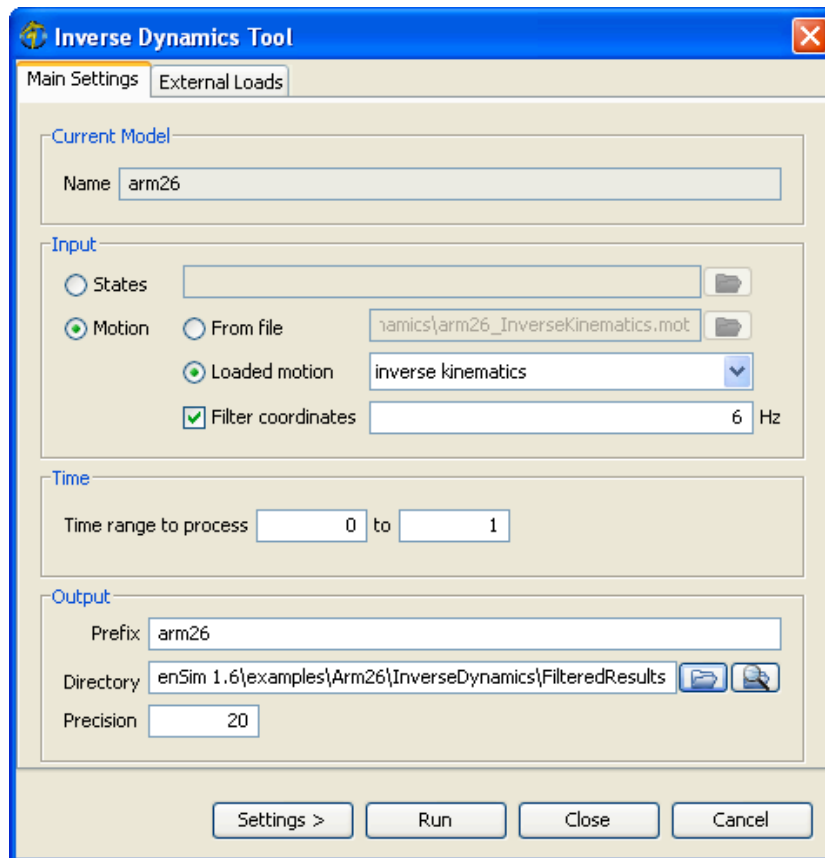 Inverse Dynamics Tool
Main Settings External Loads
Current Model
Name arm26
Input
States
Motion From file namics\arm26_InverseKinematics.mot
Loaded motion inverse kinematics
Filter coordinates 6 Hz
Time
Time range to process 0 to 1
Output
Prefix arm26
Directory enSim 1.6\examples\Arm26\InverseDynamics\FilteredResults
Precision 20
Settings > Run Close Cancel